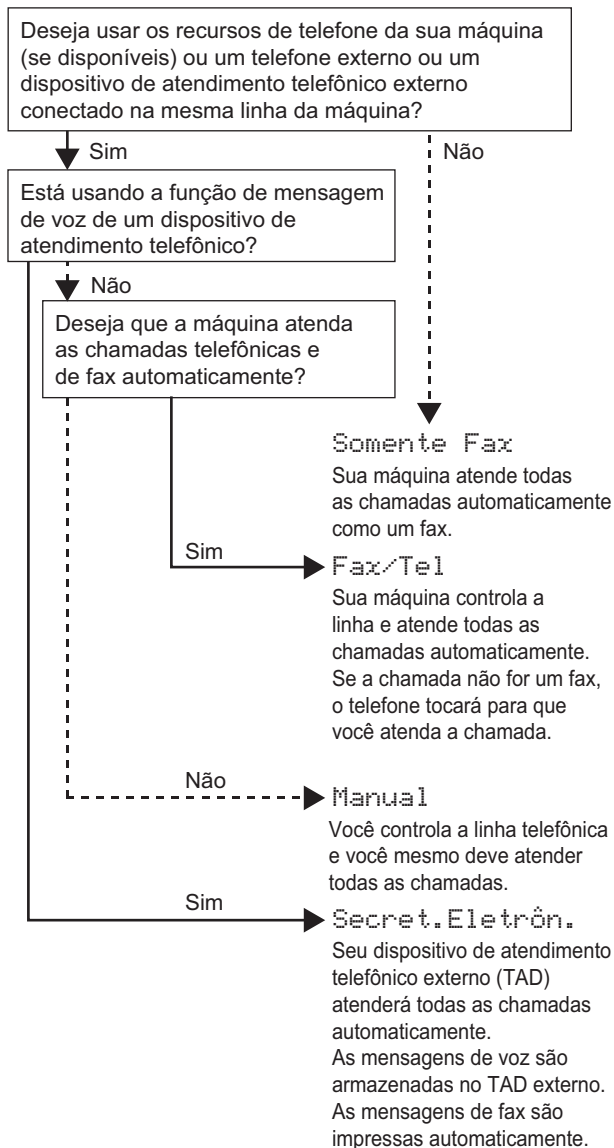 Deseja usar os recursos de telefone da sua máquina
(se disponíveis) ou um telefone externo ou um
dispositivo de atendimento telefônico externo
conectado na mesma linha da máquina?
Sim
Não
Está usando a função de mensagem
de voz de um dispositivo de
atendimento telefônico?
Não
Deseja que a máquina atenda
as chamadas telefônicas e
de fax automaticamente?
Somente Fax
Sua máquina atende todas
as chamadas automaticamente
como um fax.
Sim
Fax/Tel
Sua máquina controla a
linha e atende todas as
chamadas automaticamente.
Se a chamada não for um fax,
o telefone tocará para que
você atenda a chamada.
Não
Manual
Você controla a linha telefônica
e você mesmo deve atender
todas as chamadas.
Sim
Secret.Eletrôn.
Seu dispositivo de atendimento
telefônico externo (TAD)
atenderá todas as chamadas
automaticamente.
As mensagens de voz são
armazenadas no TAD externo.
As mensagens de fax são
impressas automaticamente.